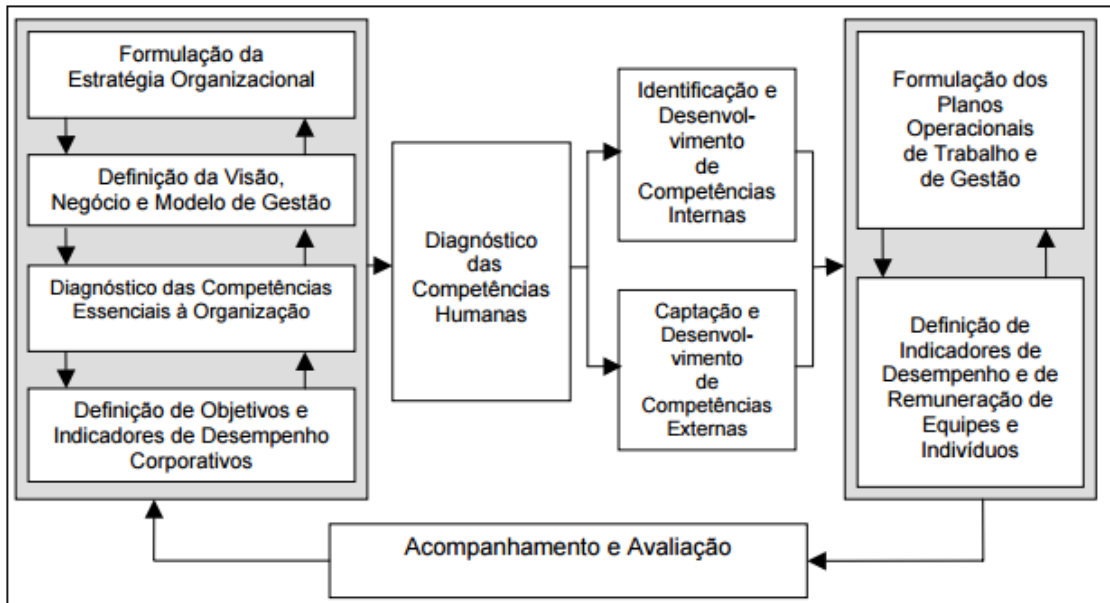 Formulação da
Estratégia Organizacional
Definição da Visão,
Negócio e Modelo de Gestão
Diagnóstico das Competências
Essenciais à Organização
Definição de Objetivos e
Indicadores de Desempenho
Corporativos
Diagnóstico
das
Competências
Humanas
Identificação e
Desenvol-
vimento
de
Competências
Internas
Captação e
Desenvol-
vimento
de
Competências
Externas
Formulação dos
Planos
Operacionais
de Trabalho e
de Gestão
Definição de
Indicadores de
Desempenho e de
Remuneração de
Equipes e
Indivíduos
Acompanhamento e Avaliação